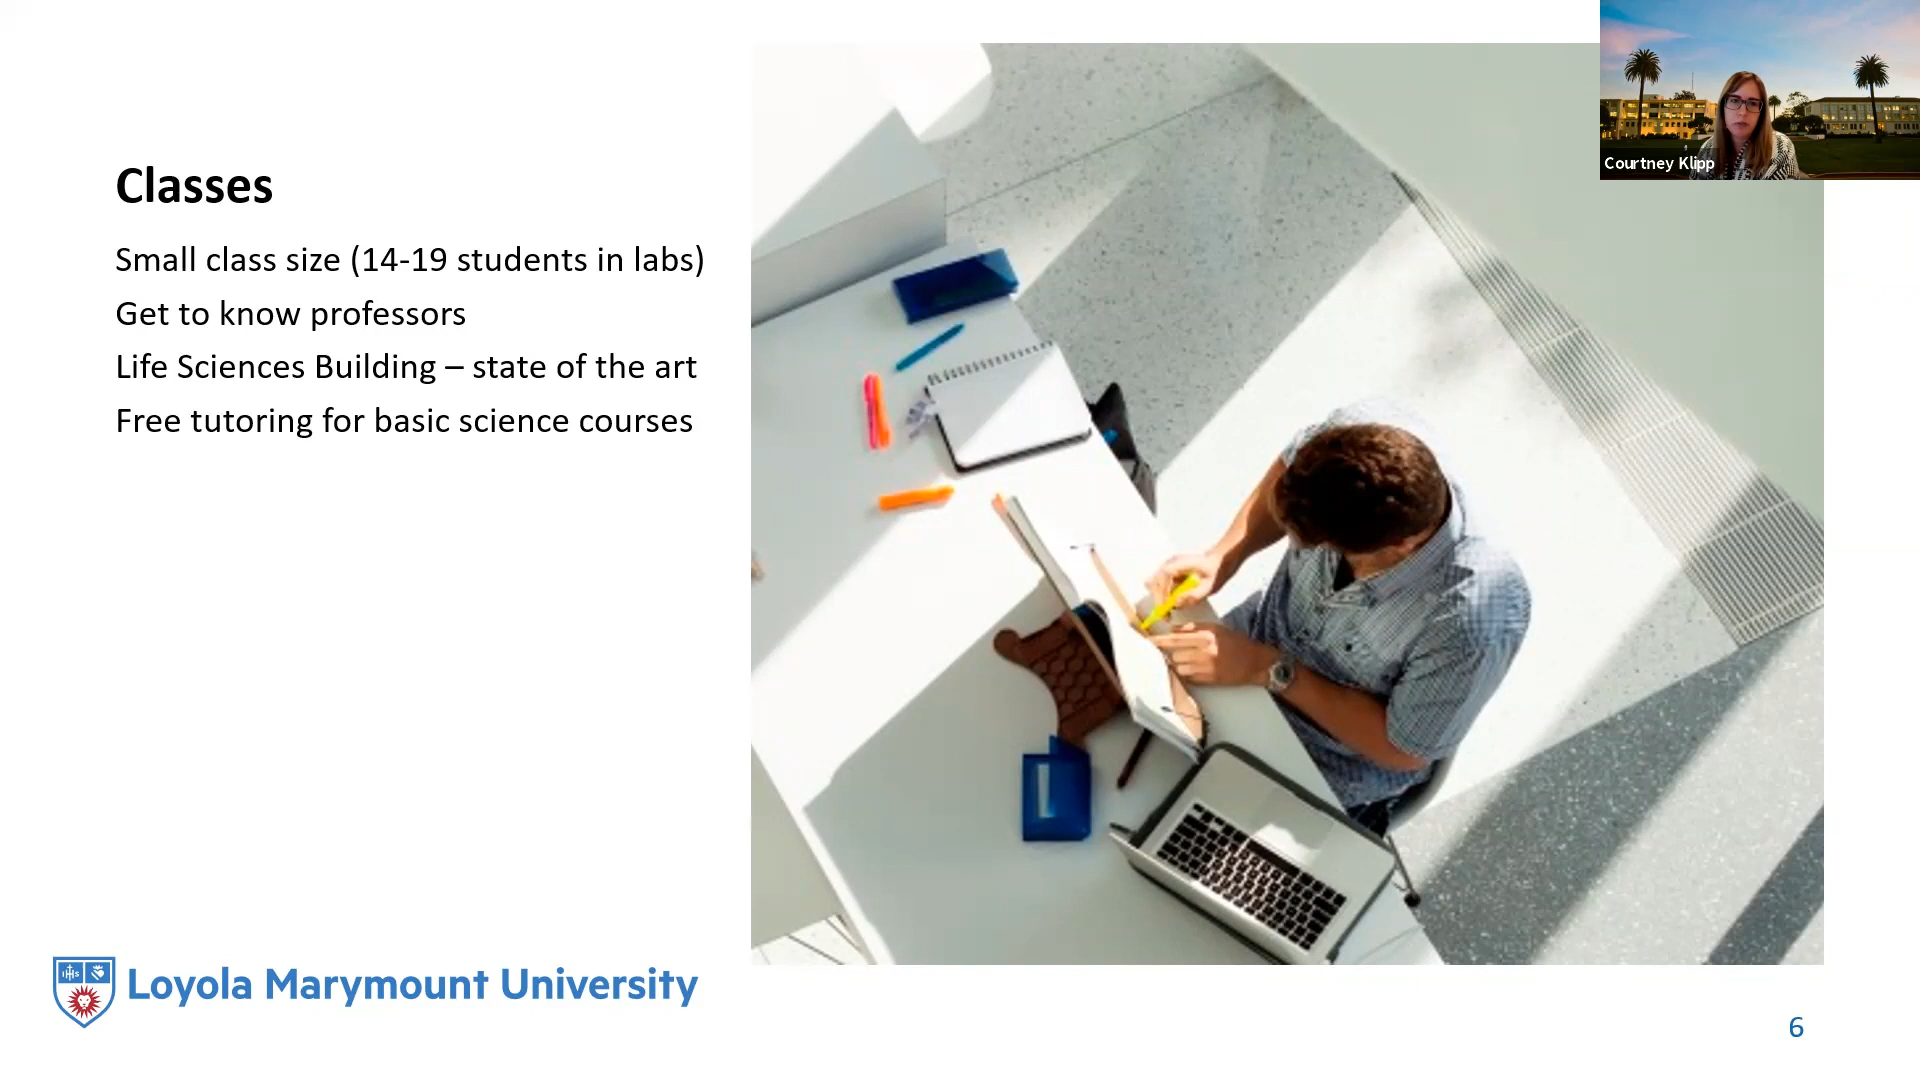 Courtney Klipp
Classes
Small class size (14-19 students in labs)
Get to know professors
Life Sciences Building – state of the art
Free tutoring for basic science courses
IHS
Loyola Marymount University
6